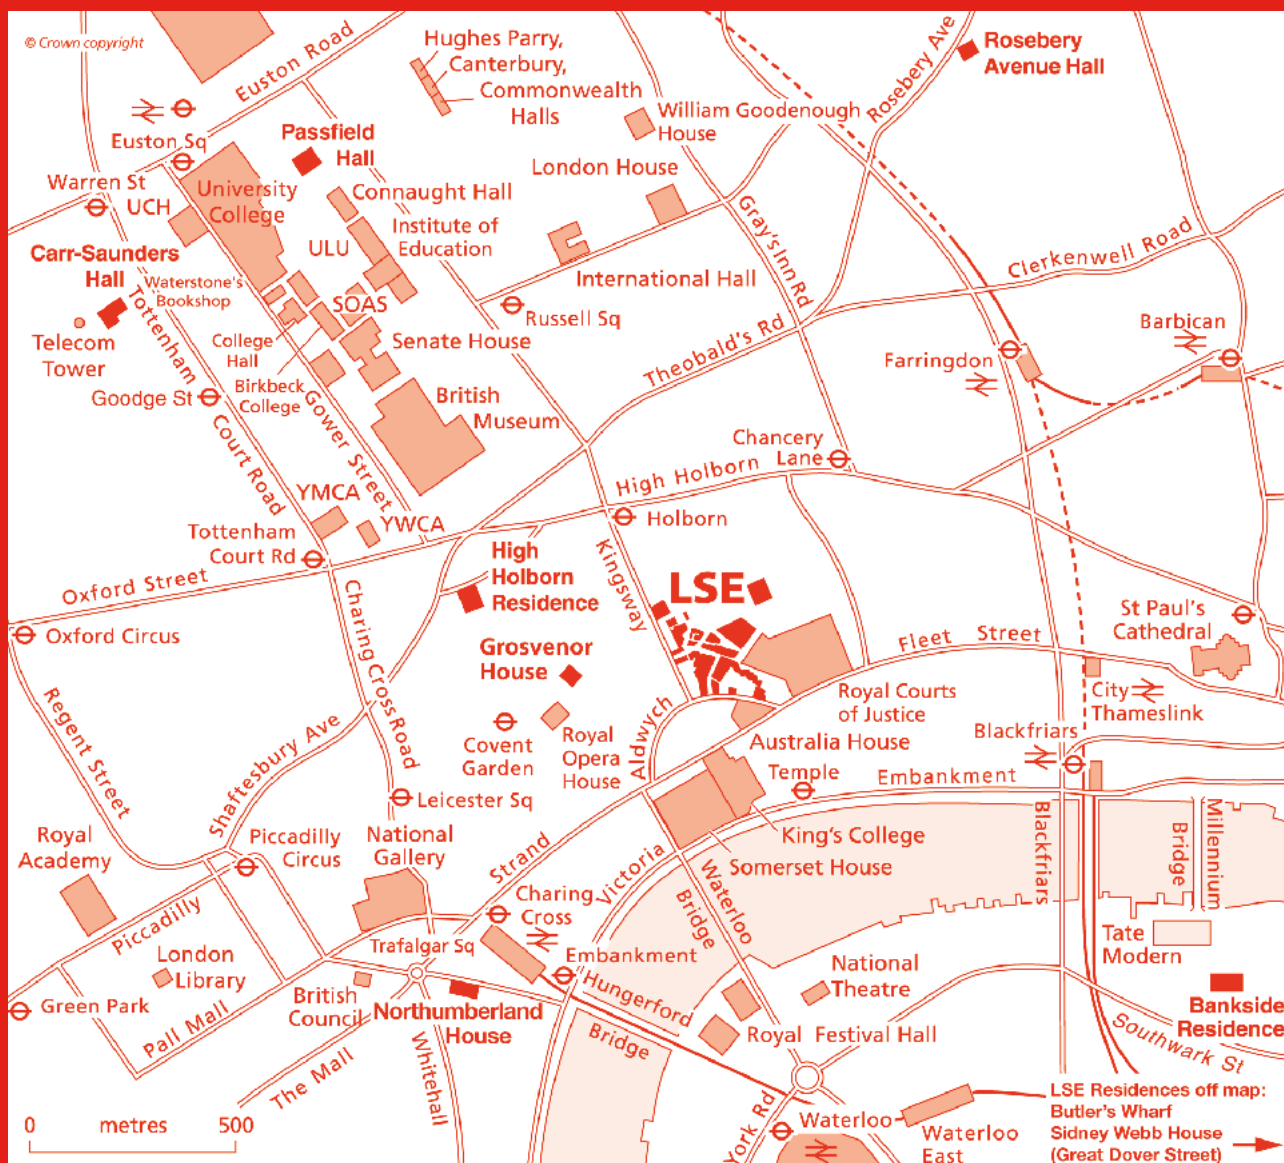 © Crown copyright
Euston Road
Hughes Parry,
Canterbury,
Commonwealth
Halls
Rosebery Ave
Rosebery
Avenue Hall
William Goodenough
House
Euston Sq
Passfield
Hall
London House
Warren St
UCH
University
College
Connaught Hall
Institute of
Education
ULU
Gray'sInn Rd
Clerkenwell Road
Carr-Saunders
Hall
Waterstone's
Bookshop
International Hall
SOAS
Russell Sq
Telecom
Tower
Tottenham
Court Road
College
Hall
Senate House
Theobald's Rd
Farringdon
Barbican
Goodge St
Birkbeck
College
Gower Street
British
Museum
Chancery
Lane
High Holborn
YMCA
YWCA
Holborn
Tottenham
Court Rd
High
Holborn
Residence
Kingsway
Oxford Street
Charing Cross Road
LSE
St Paul's
Cathedral
Oxford Circus
Grosvenor
House
Fleet Street
Regent Street
Shaftesbury Ave
Covent
Garden
Royal
Opera
House
Aldwych
Royal Courts
of Justice
City
Thameslink
Australia House
Blackfriars
Temple
Embankment
Leicester Sq
Royal
Academy
Piccadilly
Circus
National
Gallery
Strand
Victoria
King's College
Somerset House
Blackfriars
Millennium
Bridge
Waterloo
Bridge
Charing
Cross
Piccadilly
Trafalgar Sq
Tate
Modern
London
Library
Embankment
National
Theatre
Green Park
British
Council
Northumberland
House
Hungerford
Bridge
Royal Festival Hall
Bankside
Residence
Pall Mall
The Mall
Whitehall
Southwark St
York Rd
Waterloo
Waterloo
East
LSE Residences off map:
Butler's Wharf
Sidney Webb House
(Great Dover Street)
0 metres 500